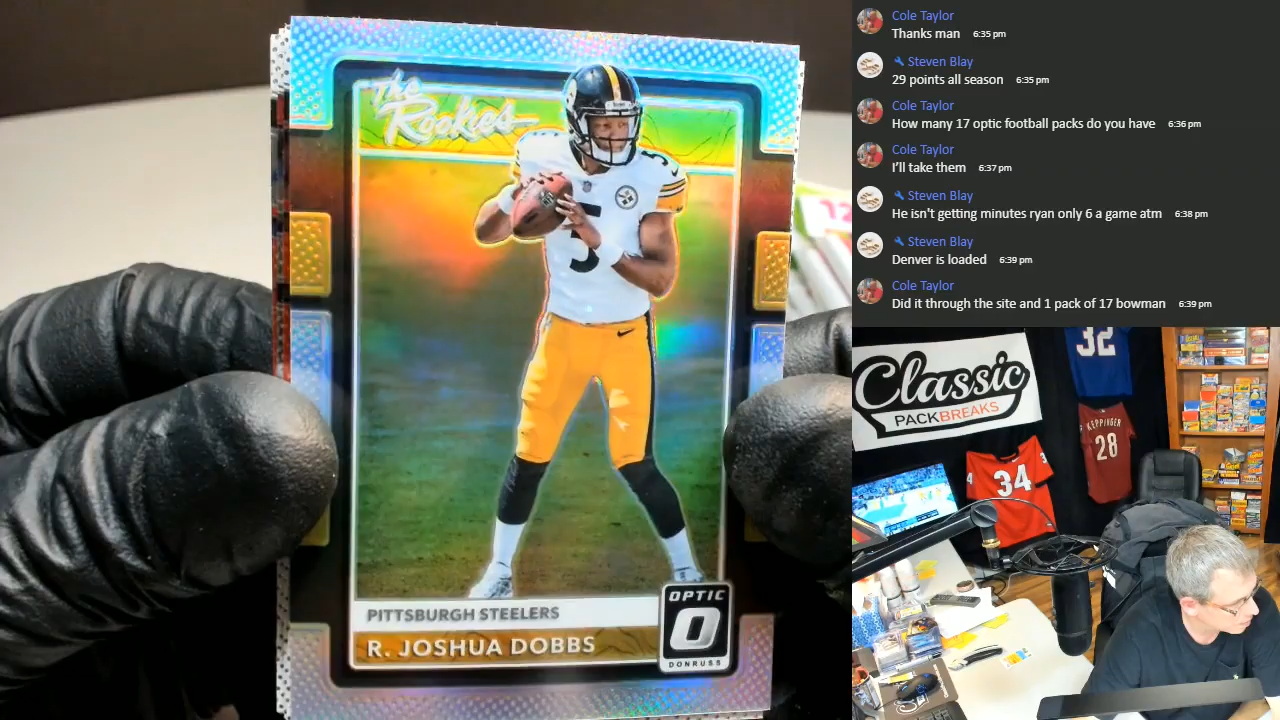 the
Rookies
5
PITTSBURGH STEELERS
R. JOSHUA DOBBS
OPTIC
O
DONRUSS
Cole Taylor
Thanks man 6:35 pm
Steven Blay
29 points all season 6:35 pm
Cole Taylor
How many 17 optic football packs do you have 6:36 pm
Cole Taylor
I'll take them 6:37 pm
Steven Blay
He isn't getting minutes ryan only 6 a game atm 6:38 pm
Steven Blay
Denver is loaded 6:39 pm
Cole Taylor
Did it through the site and 1 pack of 17 bowman 6:39 pm
Classic
PACKBREAKS
32
KEPPINGER
28
34